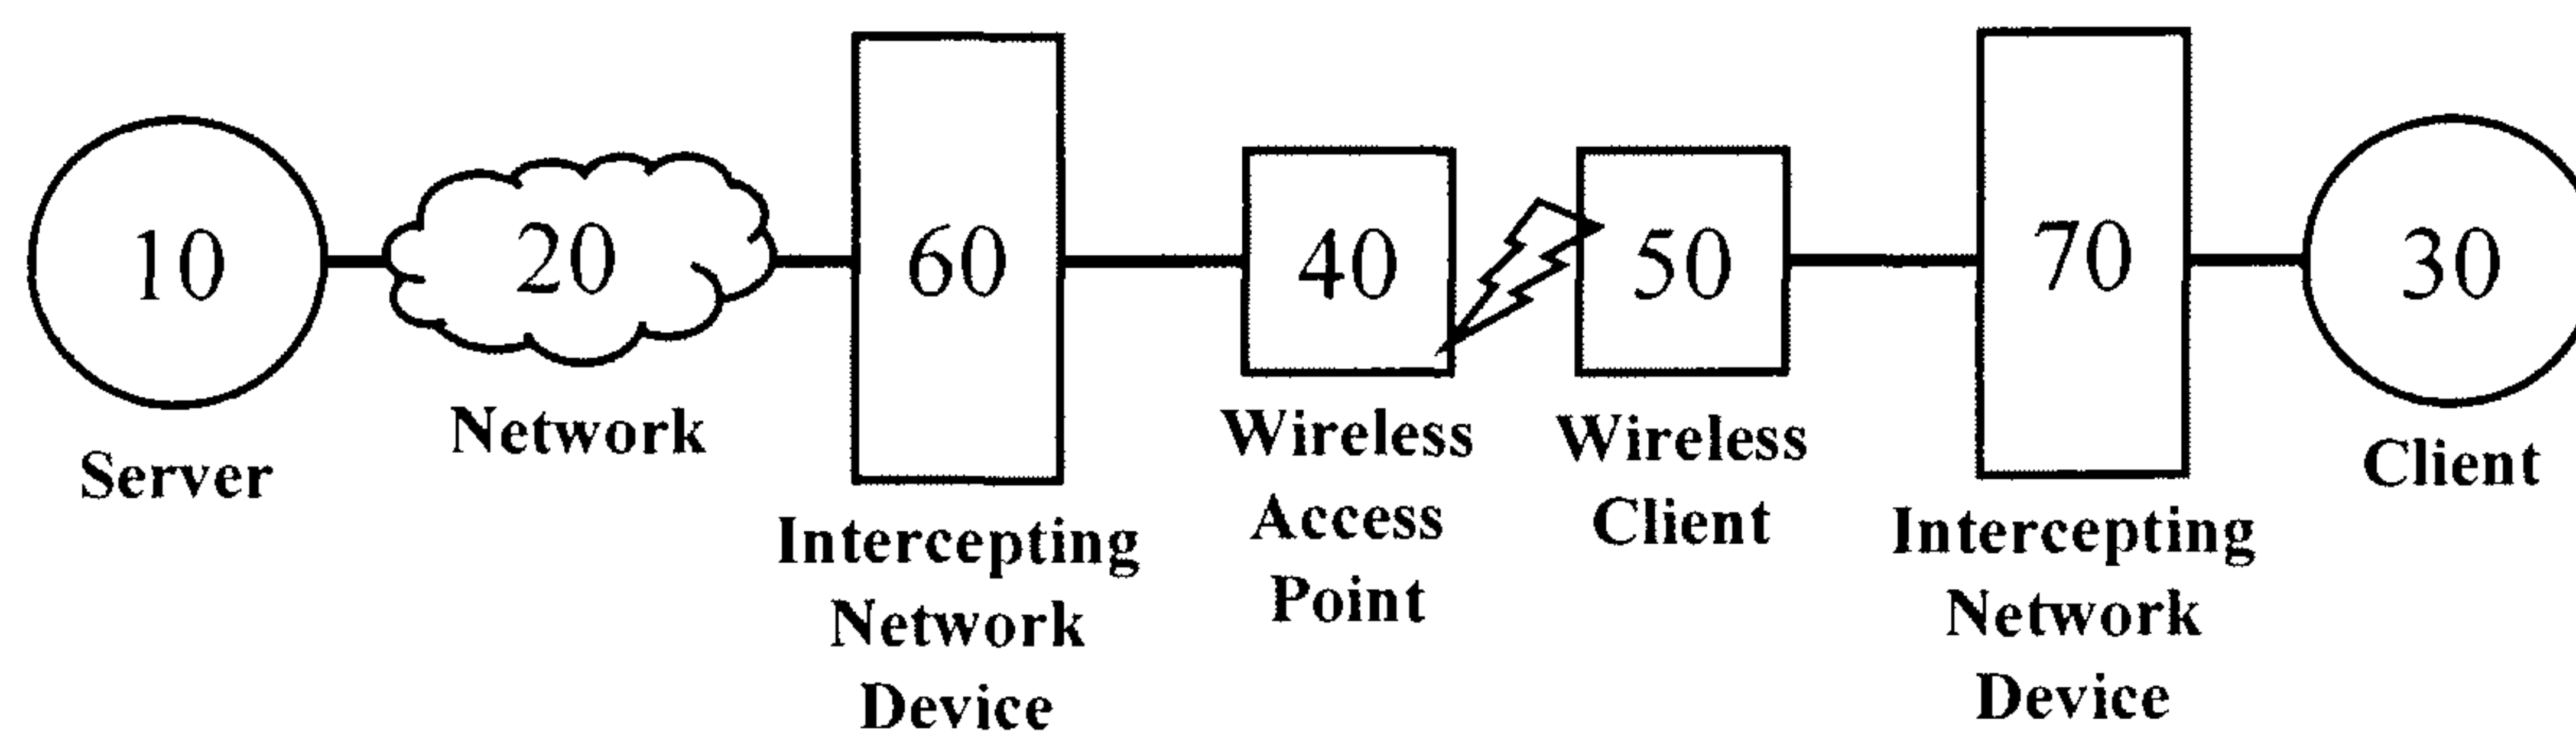 10
20
60
40
50
70
30
Server
Network
Intercepting
Network
Device
Wireless
Access
Point
Wireless
Client
Intercepting
Network
Device
Client